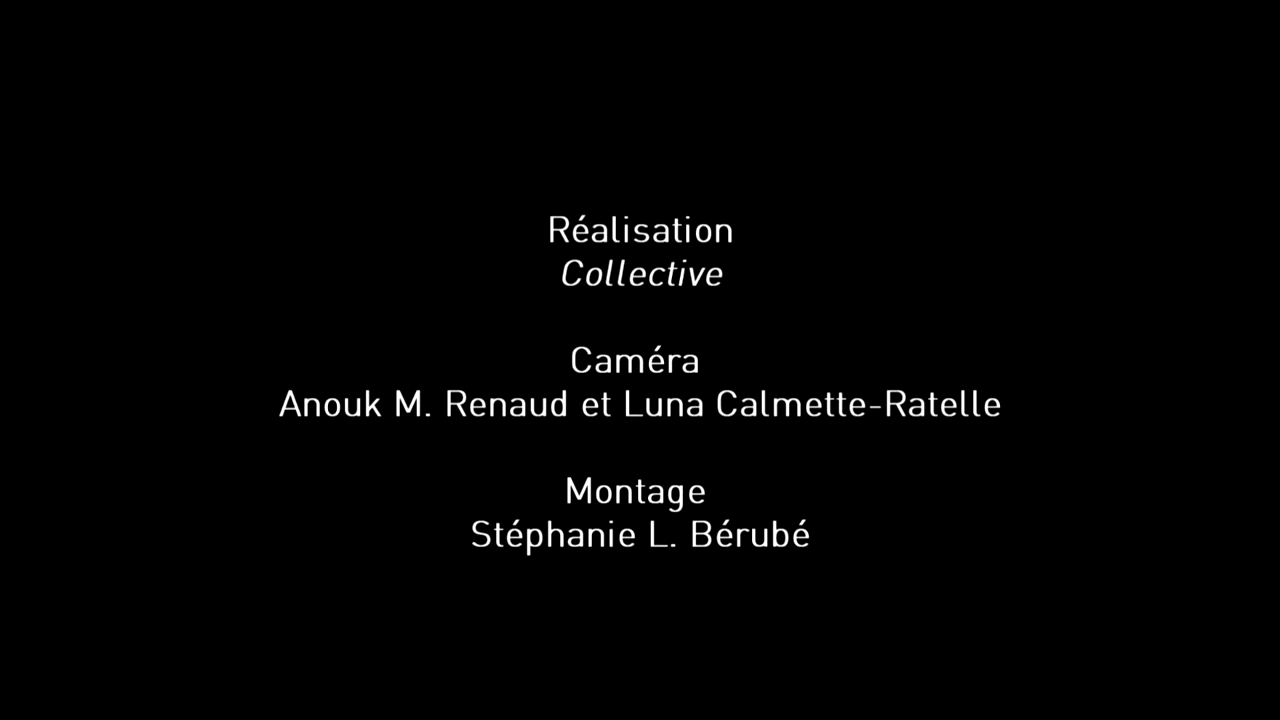 Réalisation
Collective
Caméra
Anouk M. Renaud et Luna Calmette-Ratelle
Montage
Stéphanie L. Bérubé